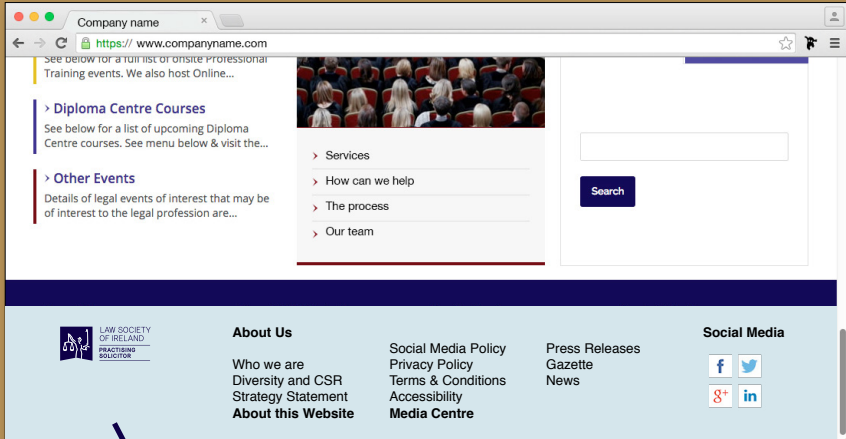 Company name
https:// www.companyname.com
See below for a full list of onsite Professional
Training events. We also host Online...
› Diploma Centre Courses
See below for a list of upcoming Diploma
Centre courses. See menu below & visit the...
› Other Events
Details of legal events of interest that may be
of interest to the legal profession are...
Services
How can we help
The process
Our team
Search
LAW SOCIETY
OF IRELAND
PRACTISING
SOLICITOR
About Us
Who we are
Diversity and CSR
Strategy Statement
About this Website
Social Media Policy
Privacy Policy
Terms & Conditions
Accessibility
Media Centre
Press Releases
Gazette
News
Social Media
f
g+
in